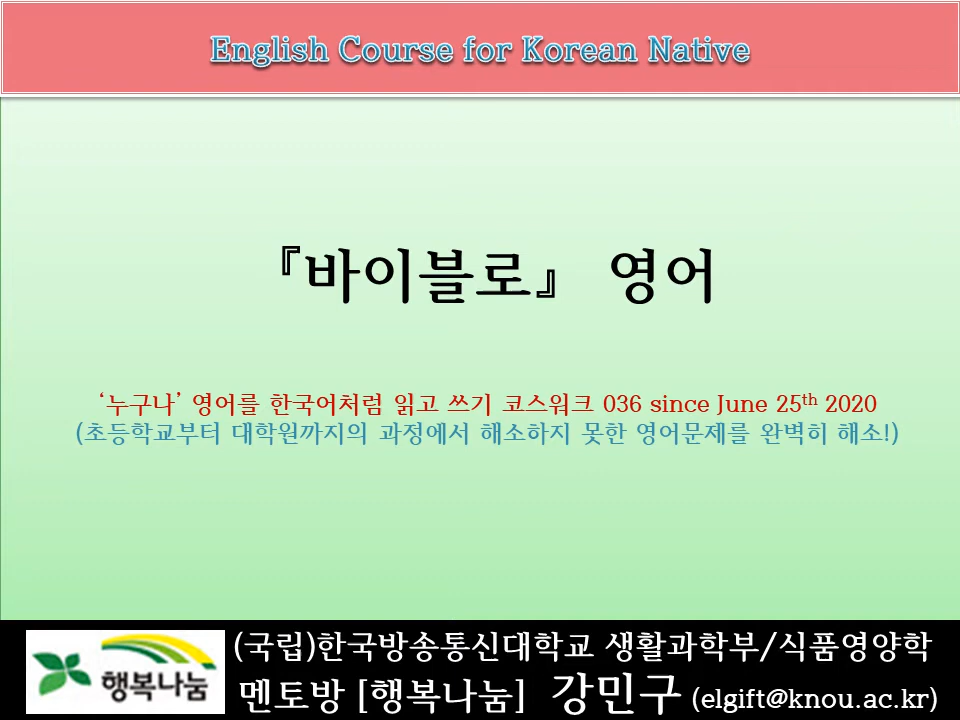 English Course for Korean Native
『바이블로』 영어
‘누구나’ 영어를 한국어처럼 읽고 쓰기 코스워크 036 since June 25th 2020
(초등학교부터 대학원까지의 과정에서 해소하지 못한 영어문제를 완벽히 해소!)
행복나눔
(국립)한국방송통신대학교 생활과학부/식품영양학
멘토방 [행복나눔] 강민구 (elgift@knou.ac.kr)